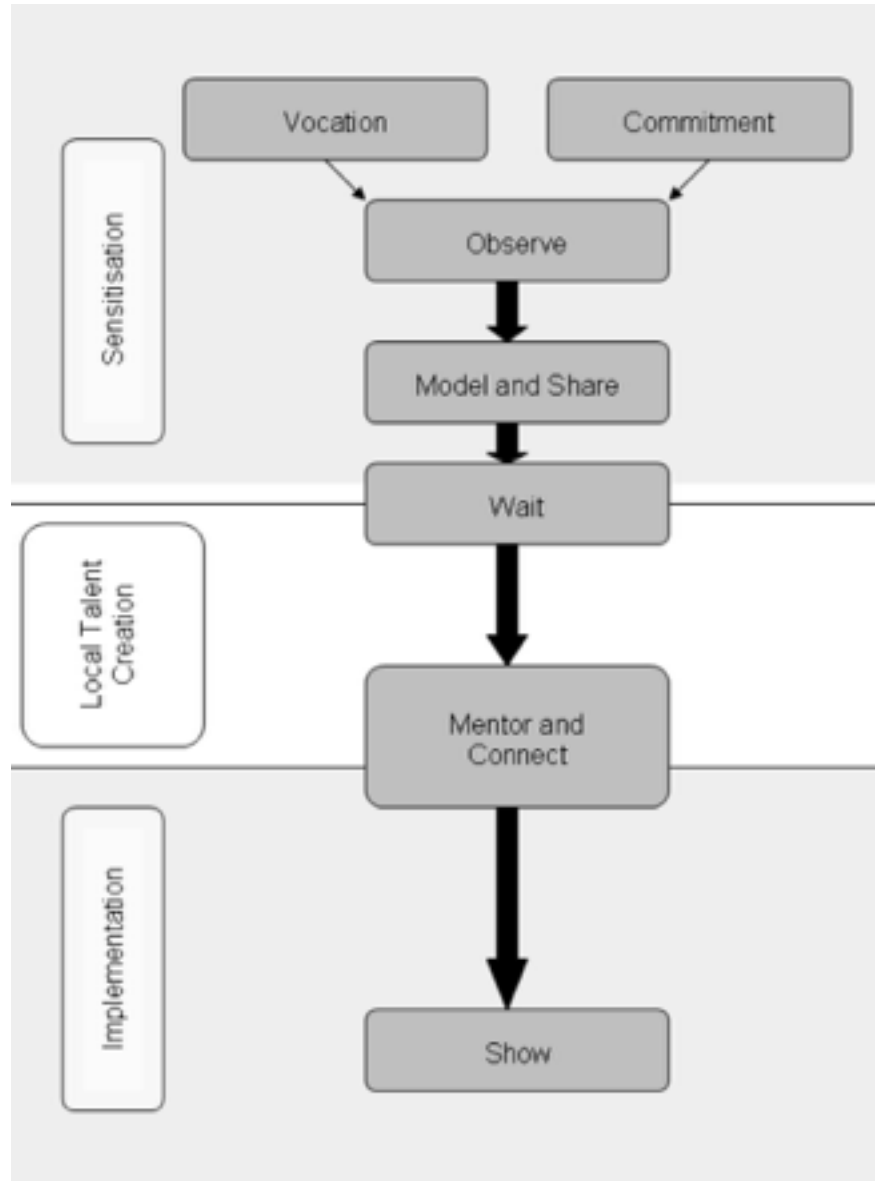 Vocation
Commitment
Sensitisation
Observe
Model and Share
Wait
Local Talent
Creation
Mentor and
Connect
Implementation
Show